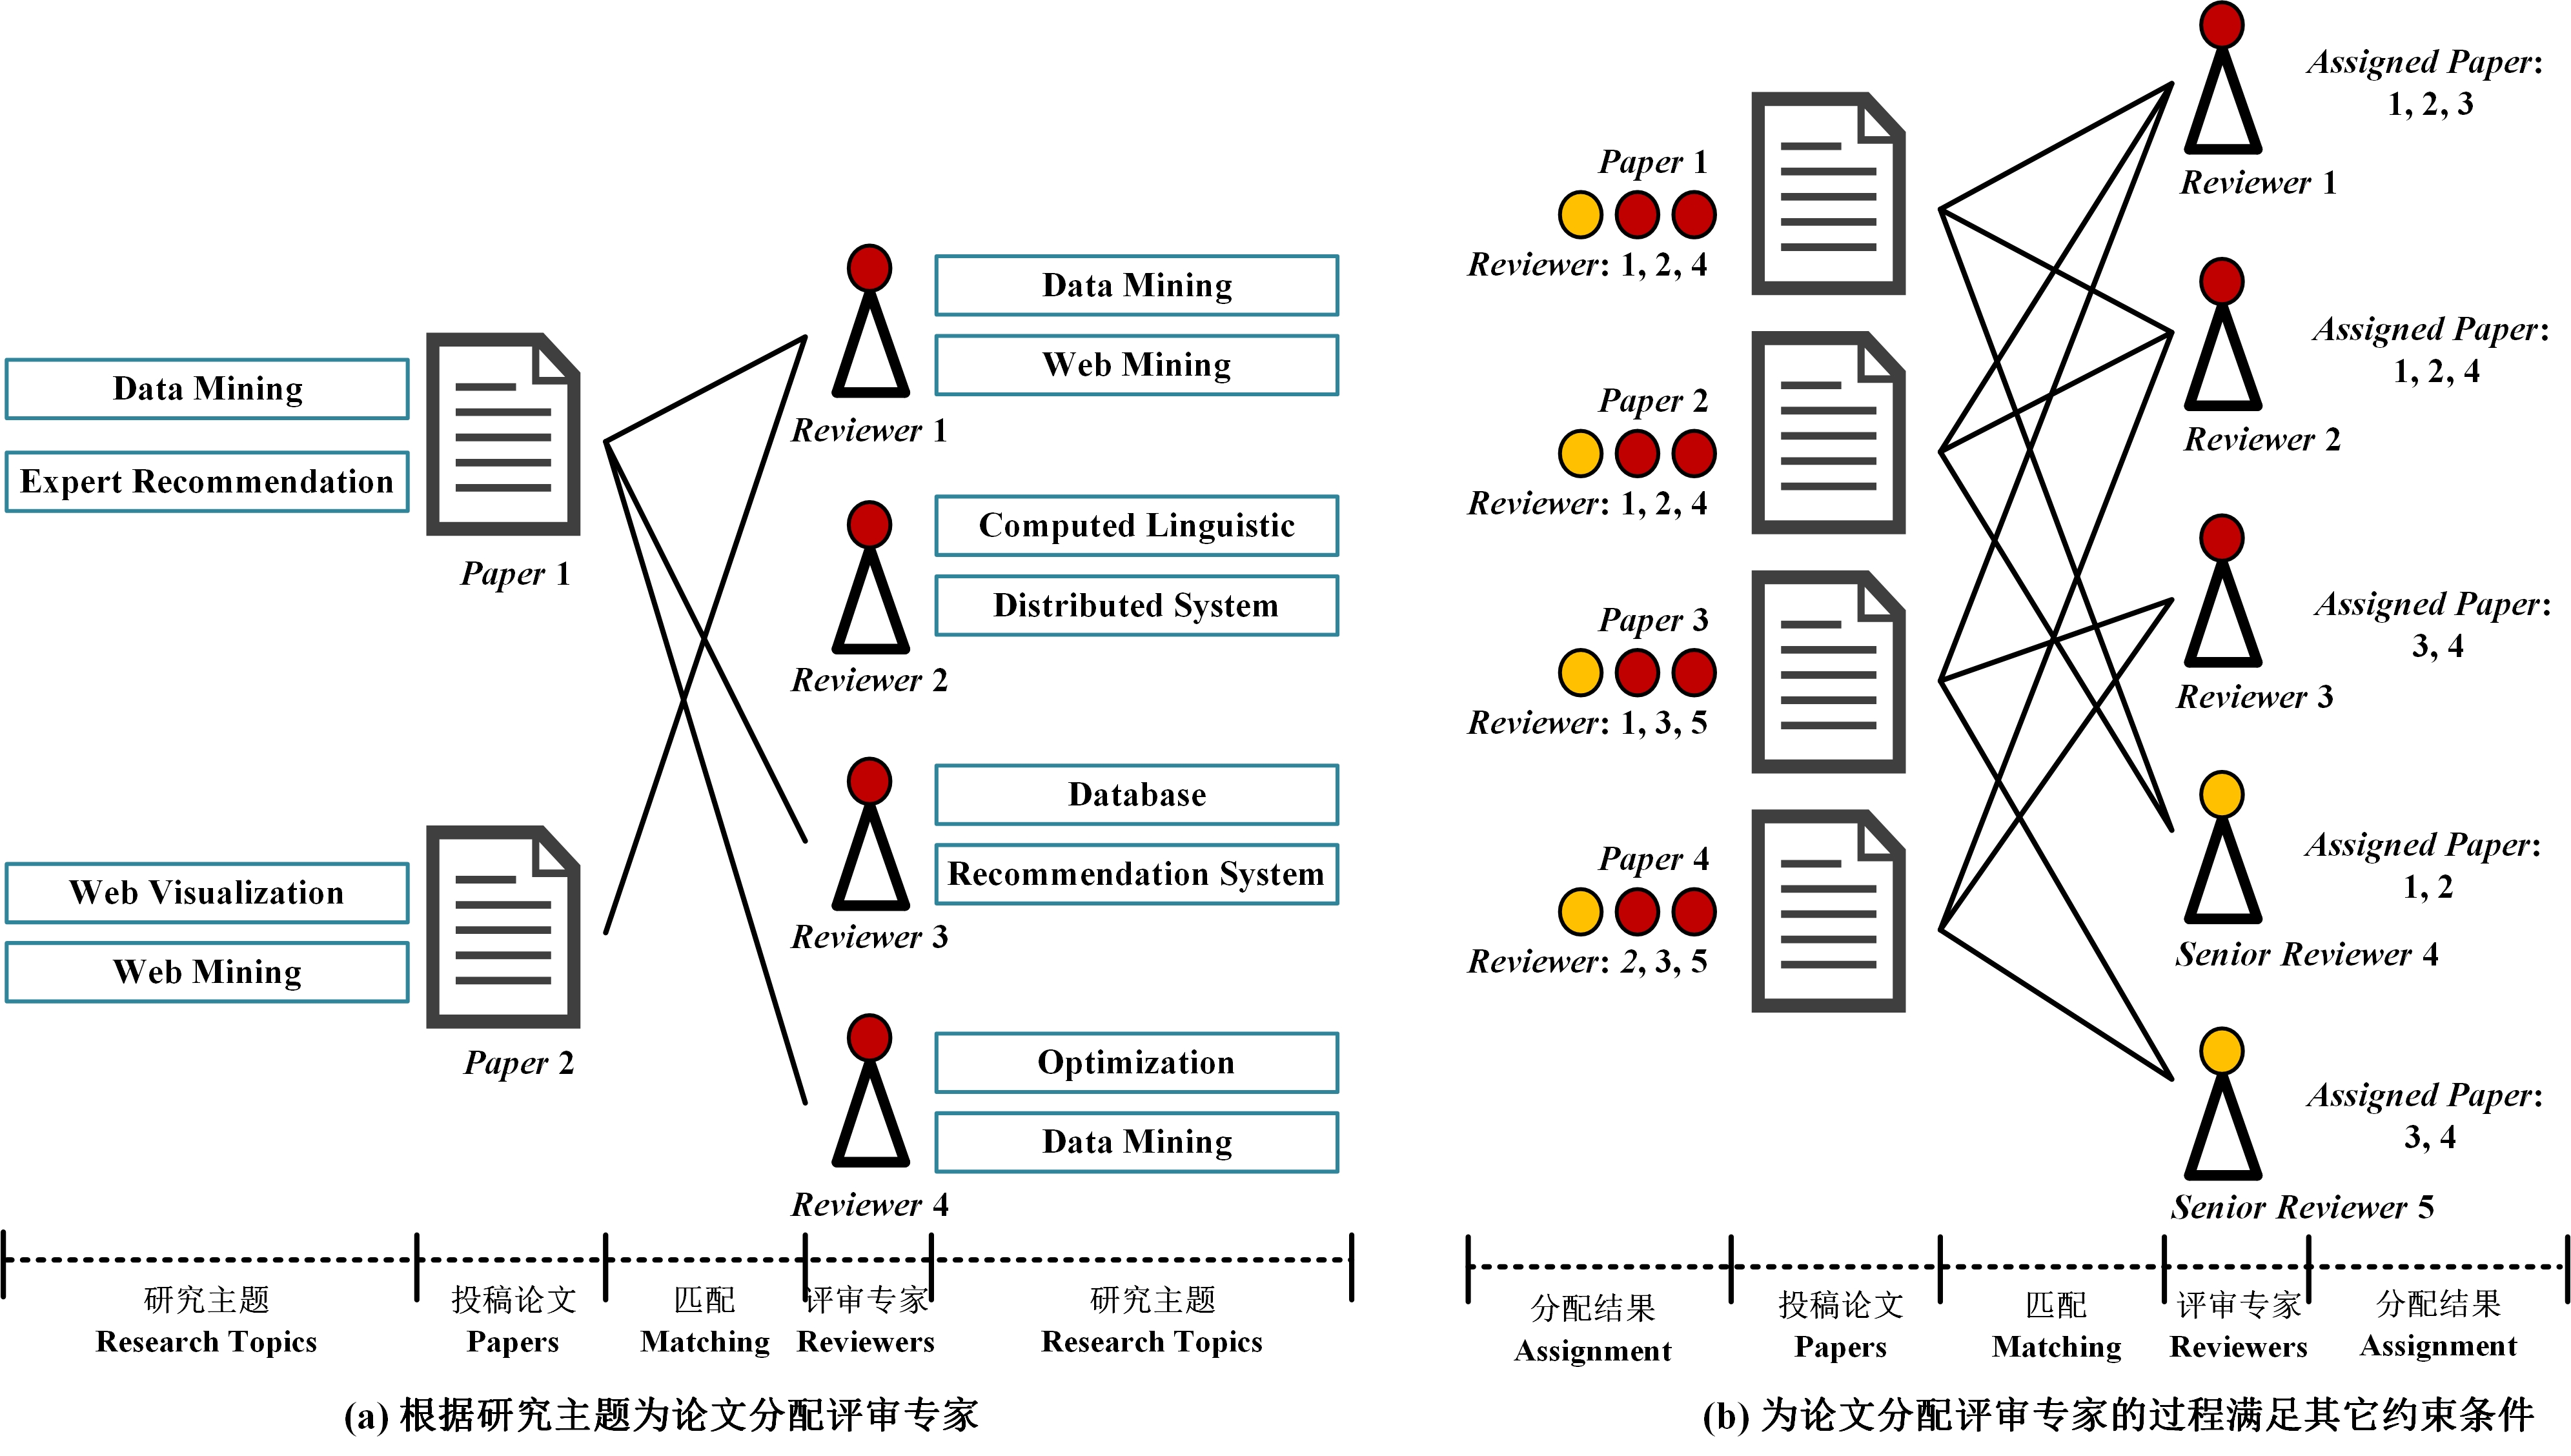 Data Mining
Expert Recommendation
Paper 1
Web Visualization
Web Mining
Paper 2
Reviewer 1
Data Mining
Web Mining
Reviewer 2
Computed Linguistic
Distributed System
Reviewer 3
Database
Recommendation System
Reviewer 4
Optimization
Data Mining
研究主题
Research Topics
投稿论文
Papers
匹配
Matching
评审专家
Reviewers
研究主题
Research Topics
(a) 根据研究主题为论文分配评审专家
Paper 1
Reviewer: 1, 2, 4
Paper 2
Reviewer: 1, 2, 4
Paper 3
Reviewer: 1, 3, 5
Paper 4
Reviewer: 2, 3, 5
Reviewer 1
Assigned Paper:
1, 2, 3
Reviewer 2
Assigned Paper:
1, 2, 4
Reviewer 3
Assigned Paper:
3, 4
Senior Reviewer 4
Assigned Paper:
1, 2
Senior Reviewer 5
Assigned Paper:
3, 4
分配结果
Assignment
投稿论文
Papers
匹配
Matching
评审专家
Reviewers
分配结果
Assignment
(b) 为论文分配评审专家的过程满足其它约束条件